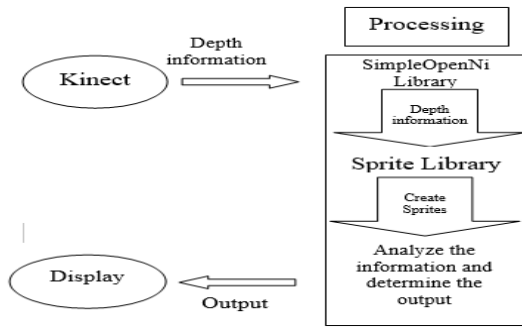 Processing
Depth
information
Kinect
SimpleOpenNi
Library
Depth
information
Sprite Library
Create
Sprites
Analyze the
information and
determine the
output
Output
Display